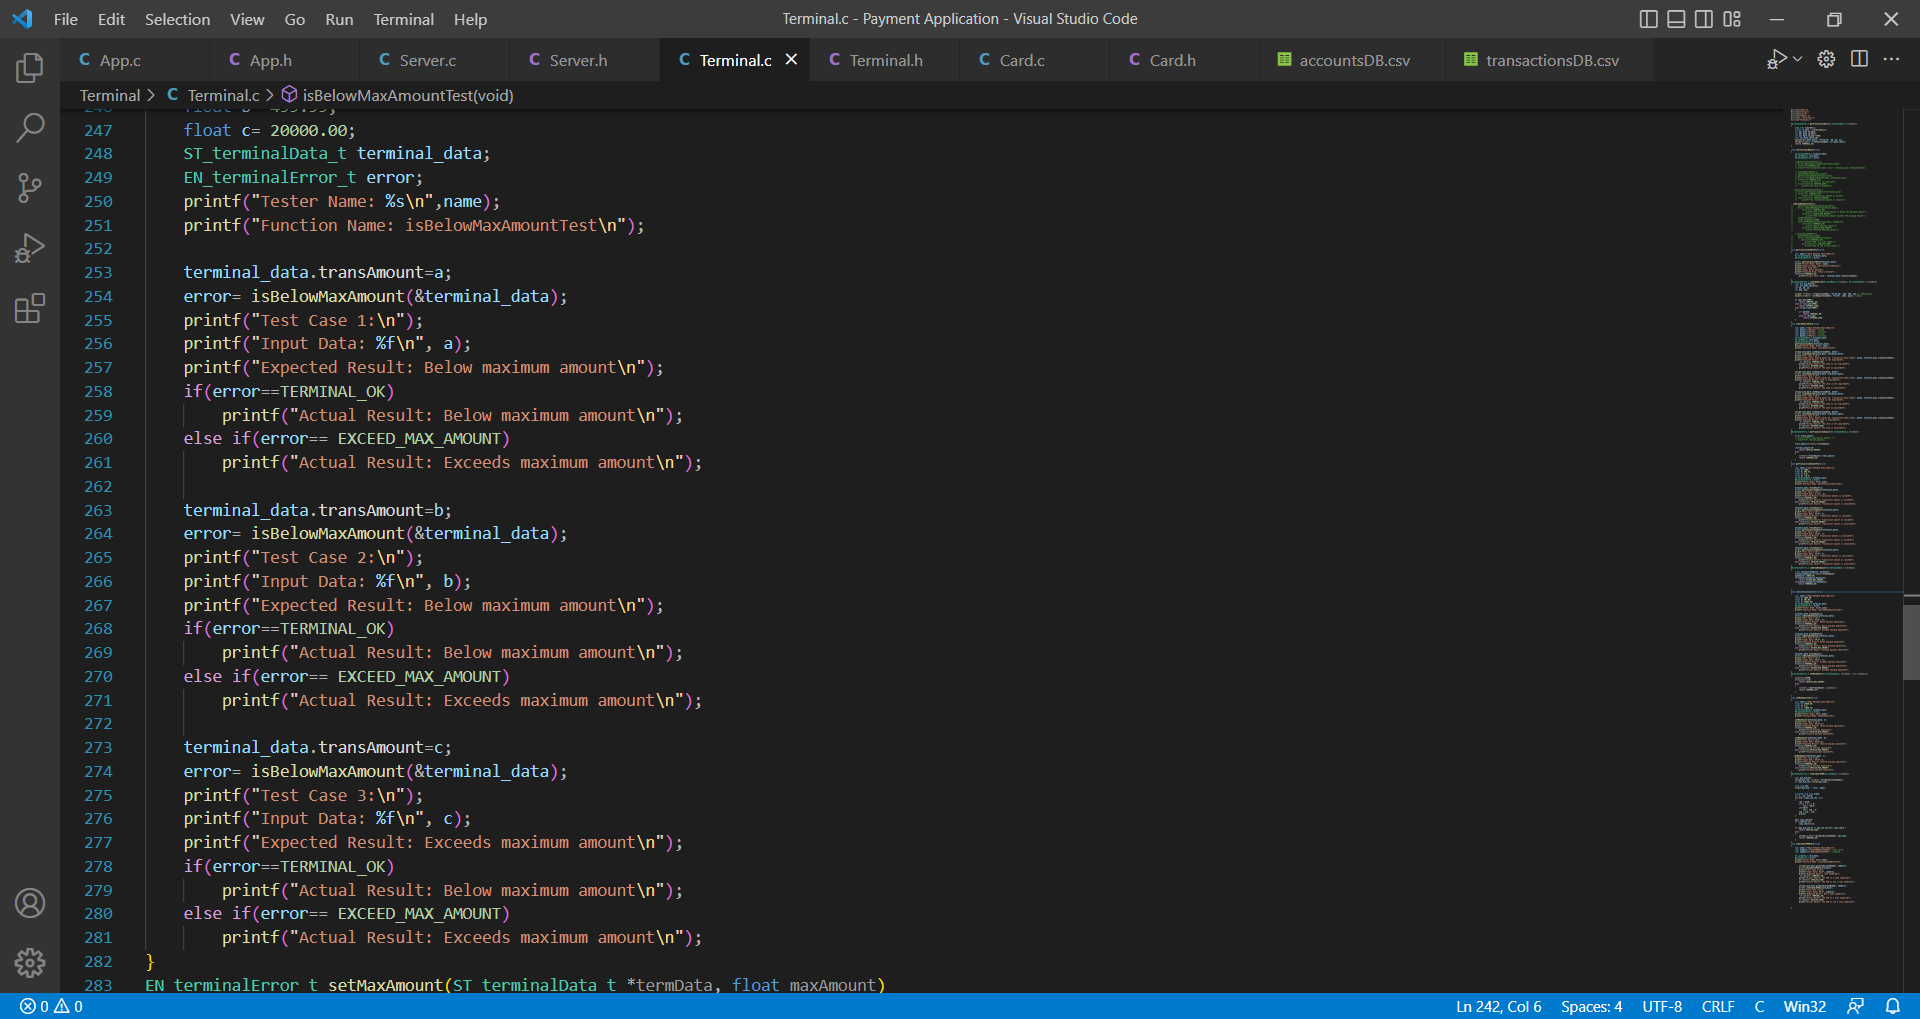 File Edit Selection View Go Run Terminal Help
Terminal.c - Payment Application - Visual Studio Code
C App.c C App.h C Server.c C Server.h C Terminal.c C Terminal.h C Card.c C Card.h accountsDB.csv transactionsDB.csv
Terminal > C Terminal.c > isBelowMaxAmountTest(void)
247 float c= 20000.00;
248 ST_terminalData_t terminal_data;
249 EN_terminalError_t error;
250 printf("Tester Name: %s\n",name);
251 printf("Function Name: isBelowMaxAmountTest\n");
252
253 terminal_data.transAmount=a;
254 error= isBelowMaxAmount(&terminal_data);
255 printf("Test Case 1:\n");
256 printf("Input Data: %f\n", a);
257 printf("Expected Result: Below maximum amount\n");
258 if(error==TERMINAL_OK)
259 printf("Actual Result: Below maximum amount\n");
260 else if(error== EXCEED_MAX_AMOUNT)
261 printf("Actual Result: Exceeds maximum amount\n");
262
263 terminal_data.transAmount=b;
264 error= isBelowMaxAmount(&terminal_data);
265 printf("Test Case 2:\n");
266 printf("Input Data: %f\n", b);
267 printf("Expected Result: Below maximum amount\n");
268 if(error==TERMINAL_OK)
269 printf("Actual Result: Below maximum amount\n");
270 else if(error== EXCEED_MAX_AMOUNT)
271 printf("Actual Result: Exceeds maximum amount\n");
272
273 terminal_data.transAmount=c;
274 error= isBelowMaxAmount(&terminal_data);
275 printf("Test Case 3:\n");
276 printf("Input Data: %f\n", c);
277 printf("Expected Result: Exceeds maximum amount\n");
278 if(error==TERMINAL_OK)
279 printf("Actual Result: Below maximum amount\n");
280 else if(error== EXCEED_MAX_AMOUNT)
281 printf("Actual Result: Exceeds maximum amount\n");
282 }
283 EN_terminalError_t setMaxAmount(ST_terminalData_t *termData, float maxAmount)
0 0 Ln 242, Col 6 Spaces: 4 UTF-8 CRLF C Win32